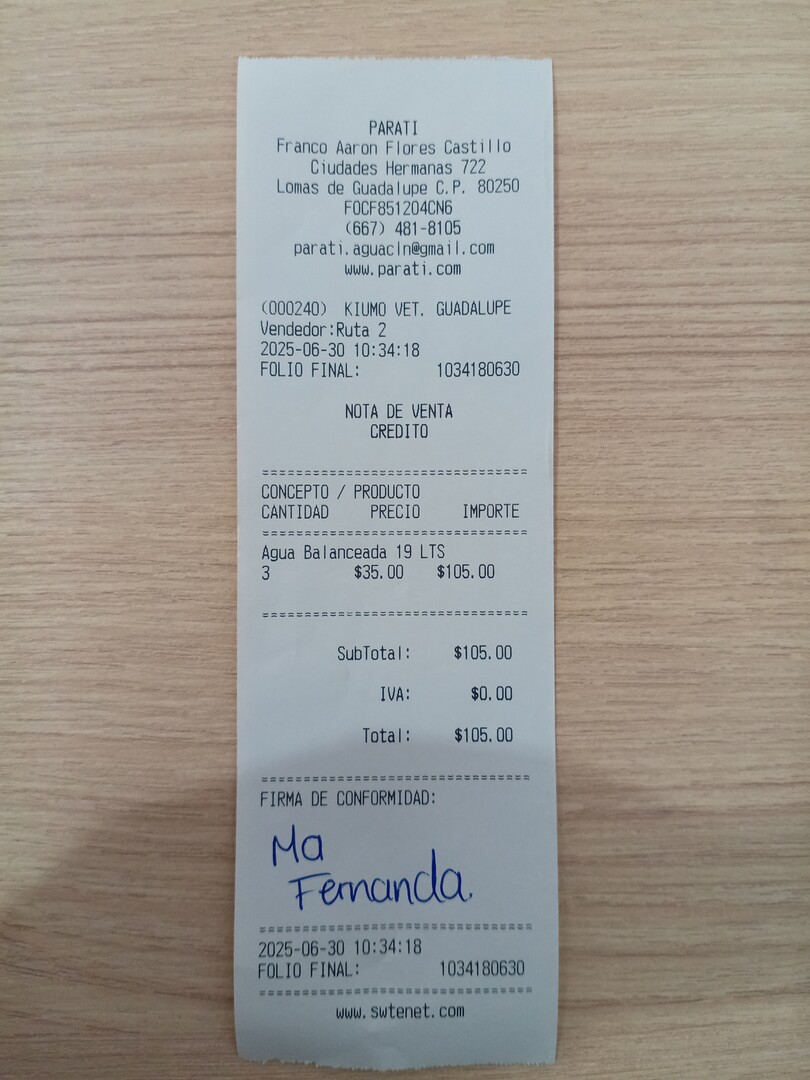 PARATI
Franco Aaron Flores Castillo
Ciudades Hermanas 722
Lomas de Guadalupe C.P. 80250
FOCF851204CN6
(667) 481-8105
parati.aguacln@gmail.com
www.parati.com
(000240) KIUMO VET. GUADALUPE
Vendedor:Ruta 2
2025-06-30 10:34:18
FOLIO FINAL: 1034180630
NOTA DE VENTA
CREDITO
================================
CONCEPTO / PRODUCTO
CANTIDAD PRECIO IMPORTE
================================
Agua Balanceada 19 LTS
3 $35.00 $105.00
================================
SubTotal: $105.00
IVA: $0.00
Total: $105.00
================================
FIRMA DE CONFORMIDAD:
Ma
Fernanda.
================================
2025-06-30 10:34:18
FOLIO FINAL: 1034180630
================================
www.swtenet.com